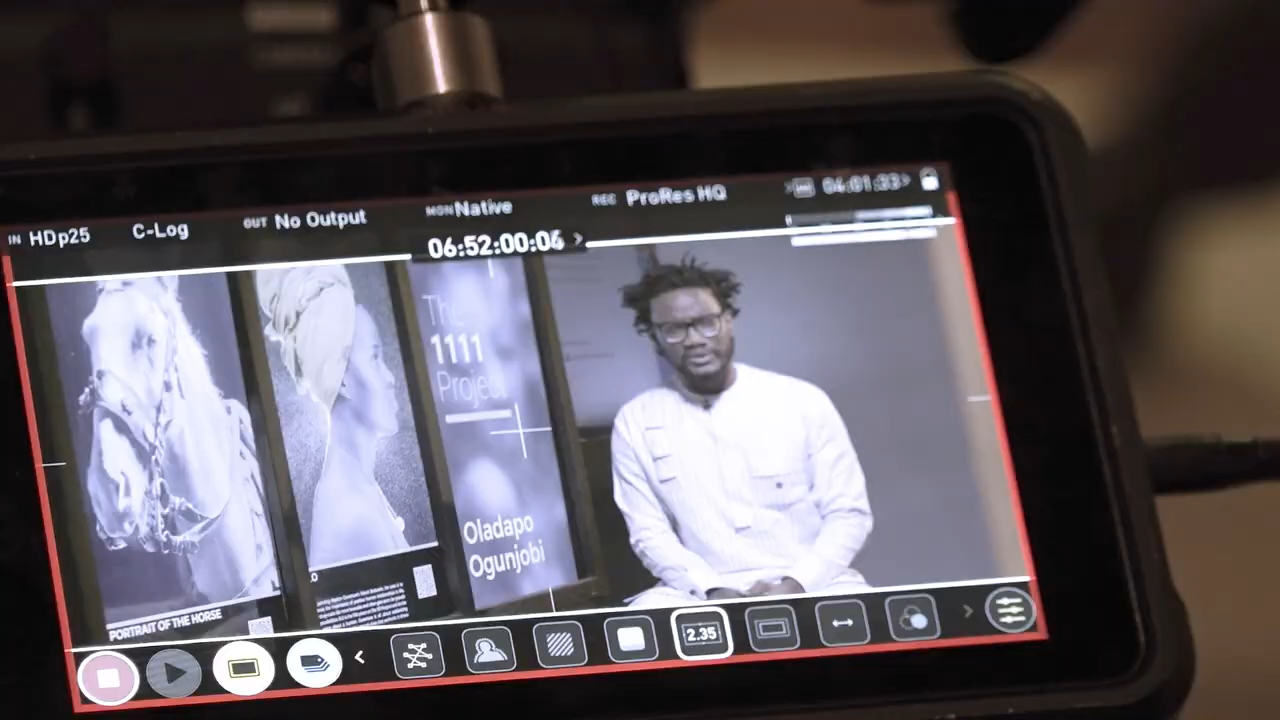 IN HDp25
C-Log
OUT No Output
MON Native
REC ProRes HQ
04:01:33
06:52:00:06
The
1111
Project
Oladapo
Ogunjobi
PORTRAIT OF THE HORSE
2.35